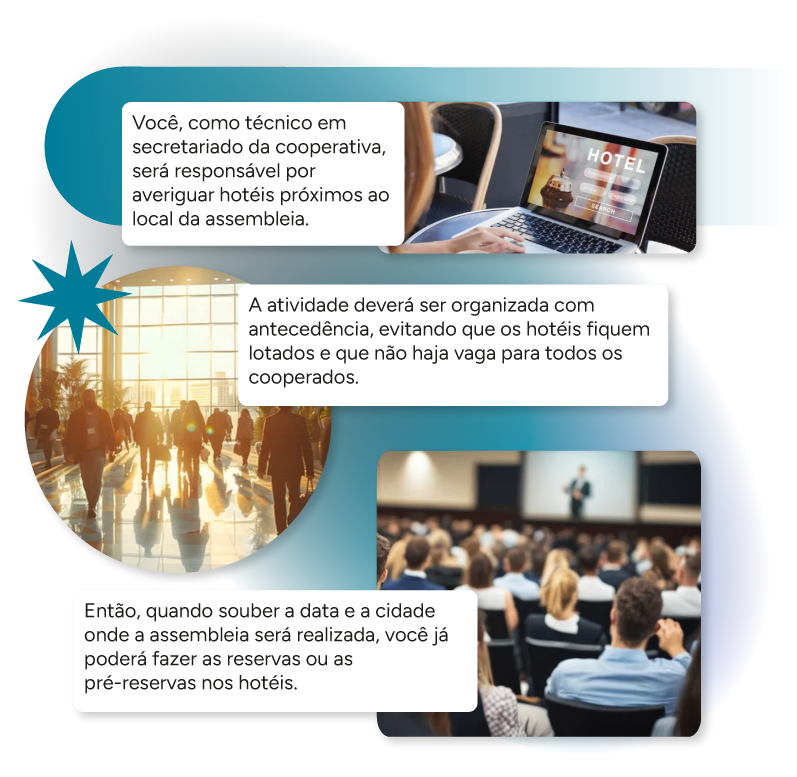 Você, como técnico em
secretariado da cooperativa,
será responsável por
averiguar hotéis próximos ao
local da assembleia.
HOTEL
SEARCH
A atividade deverá ser organizada com
antecedência, evitando que os hotéis fiquem
lotados e que não haja vaga para todos os
cooperados.
Então, quando souber a data e a cidade
onde a assembleia será realizada, você já
poderá fazer as reservas ou as
pré-reservas nos hotéis.